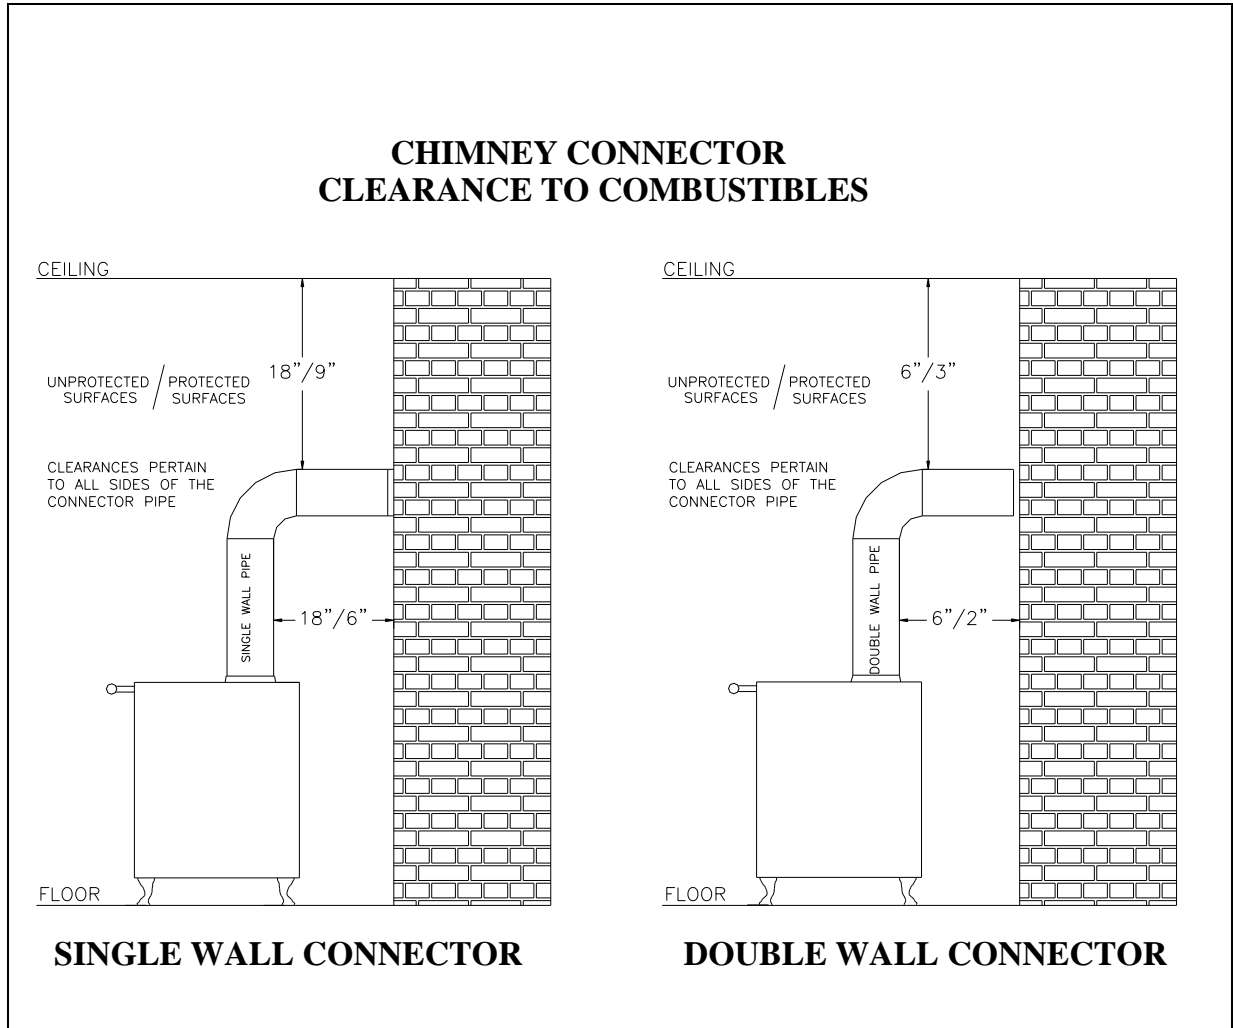 CHIMNEY CONNECTOR
CLEARANCE TO COMBUSTIBLES
CEILING
18”/9”
UNPROTECTED / PROTECTED
SURFACES SURFACES
CLEARANCES PERTAIN
TO ALL SIDES OF THE
CONNECTOR PIPE
SINGLE WALL PIPE
18”/6”
FLOOR
SINGLE WALL CONNECTOR
CEILING
6”/3”
UNPROTECTED / PROTECTED
SURFACES SURFACES
CLEARANCES PERTAIN
TO ALL SIDES OF THE
CONNECTOR PIPE
DOUBLE WALL PIPE
6”/2”
FLOOR
DOUBLE WALL CONNECTOR